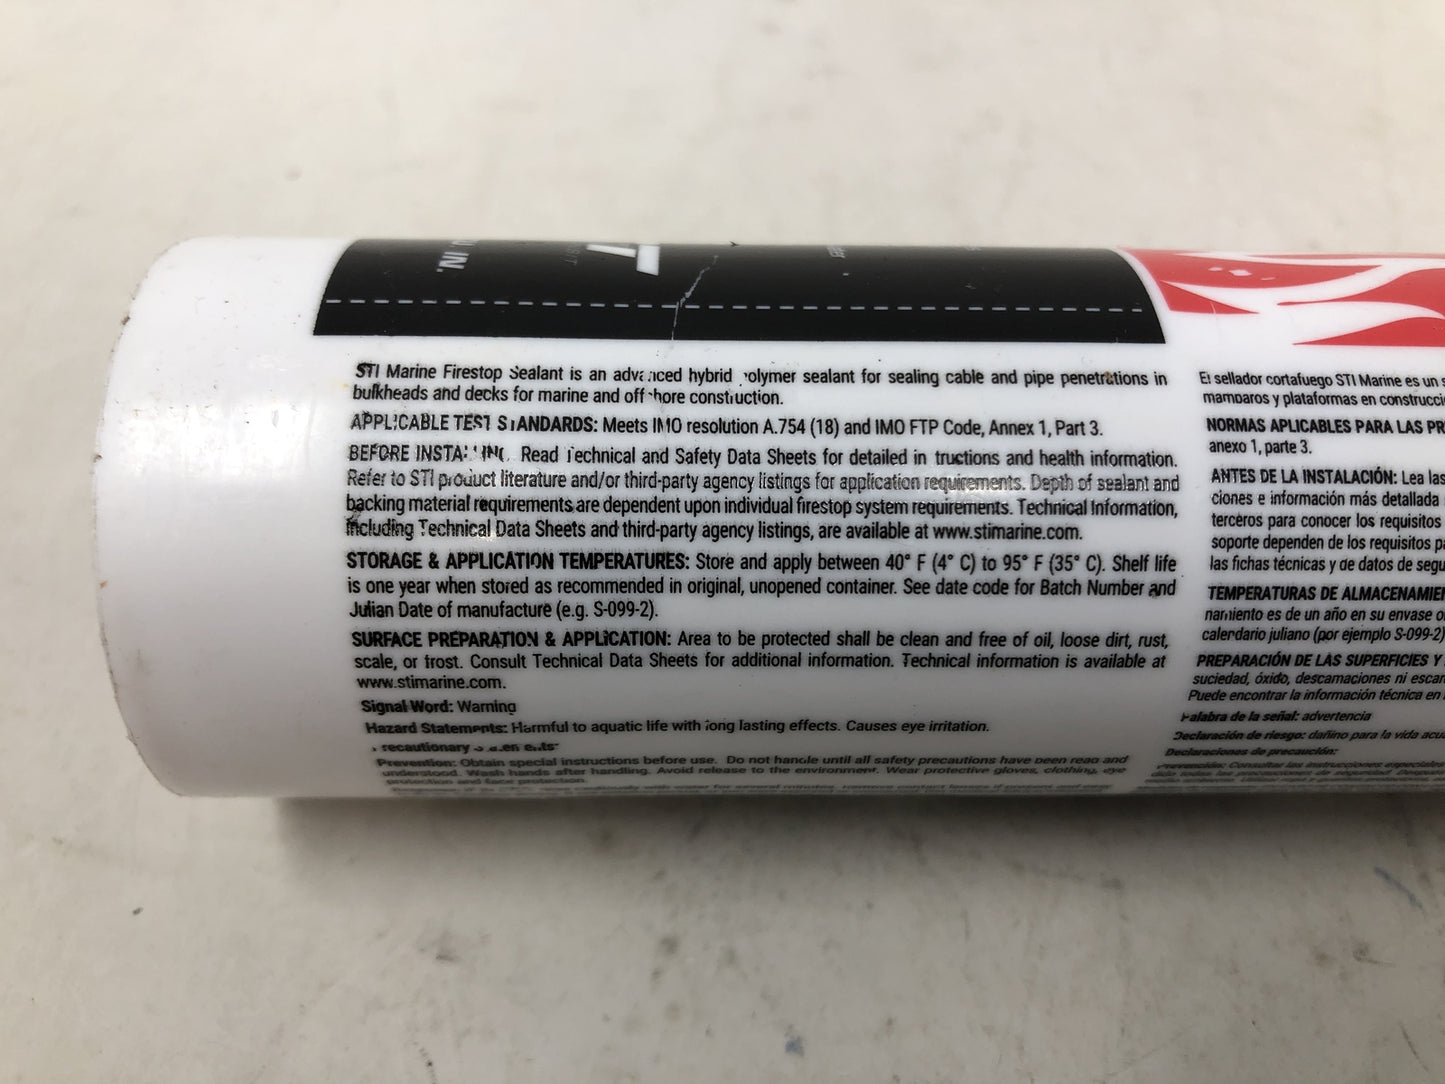 IN.
STI Marine Firestop Sealant is an advanced hybrid polymer sealant for sealing cable and pipe penetrations in
bulkheads and decks for marine and offshore construction.
APPLICABLE TEST STANDARDS: Meets IMO resolution A.754 (18) and IMO FTP Code, Annex 1, Part 3.
BEFORE INSTALLING: Read Technical and Safety Data Sheets for detailed instructions and health information.
Refer to STI product literature and/or third-party agency listings for application requirements. Depth of sealant and
backing material requirements are dependent upon individual firestop system requirements. Technical Information,
including Technical Data Sheets and third-party agency listings, are available at www.stimarine.com.
STORAGE & APPLICATION TEMPERATURES: Store and apply between 40° F (4° C) to 95° F (35° C). Shelf life
is one year when stored as recommended in original, unopened container. See date code for Batch Number and
Julian Date of manufacture (e.g. S-099-2).
SURFACE PREPARATION & APPLICATION: Area to be protected shall be clean and free of oil, loose dirt, rust,
scale, or frost. Consult Technical Data Sheets for additional information. Technical information is available at
www.stimarine.com.
Signal Word: Warning
Hazard Statements: Harmful to aquatic life with long lasting effects. Causes eye irritation.
Precautionary Statements:
Prevention: Obtain special instructions before use. Do not handle until all safety precautions have been read and
understood. Wash hands after handling. Avoid release to the environment. Wear protective gloves, clothing, eye
protection and face protection.
El sellador cortafuego STI Marine es un
mamparos y plataformas en
NORMAS APLICABLES PARA LAS
anexo 1, parte 3.
ANTES DE LA INSTALACIÓN: Lea las
ciones e información más detallada
terceros para conocer los requisitos
soporte dependen de los requisitos
las fichas técnicas y de datos de
TEMPERATURAS DE
namiento es de un año en su envase
calendario juliano (por ejemplo S-099-2)
PREPARACIÓN DE LAS SUPERFICIES Y
suciedad, óxido, descamaciones ni
Puede encontrar la información técnica en
Palabra de la señal: advertencia
Declaración de riesgo: dañino para la vida
Declaraciones de precaución:
Prevención: Consultar las instrucciones